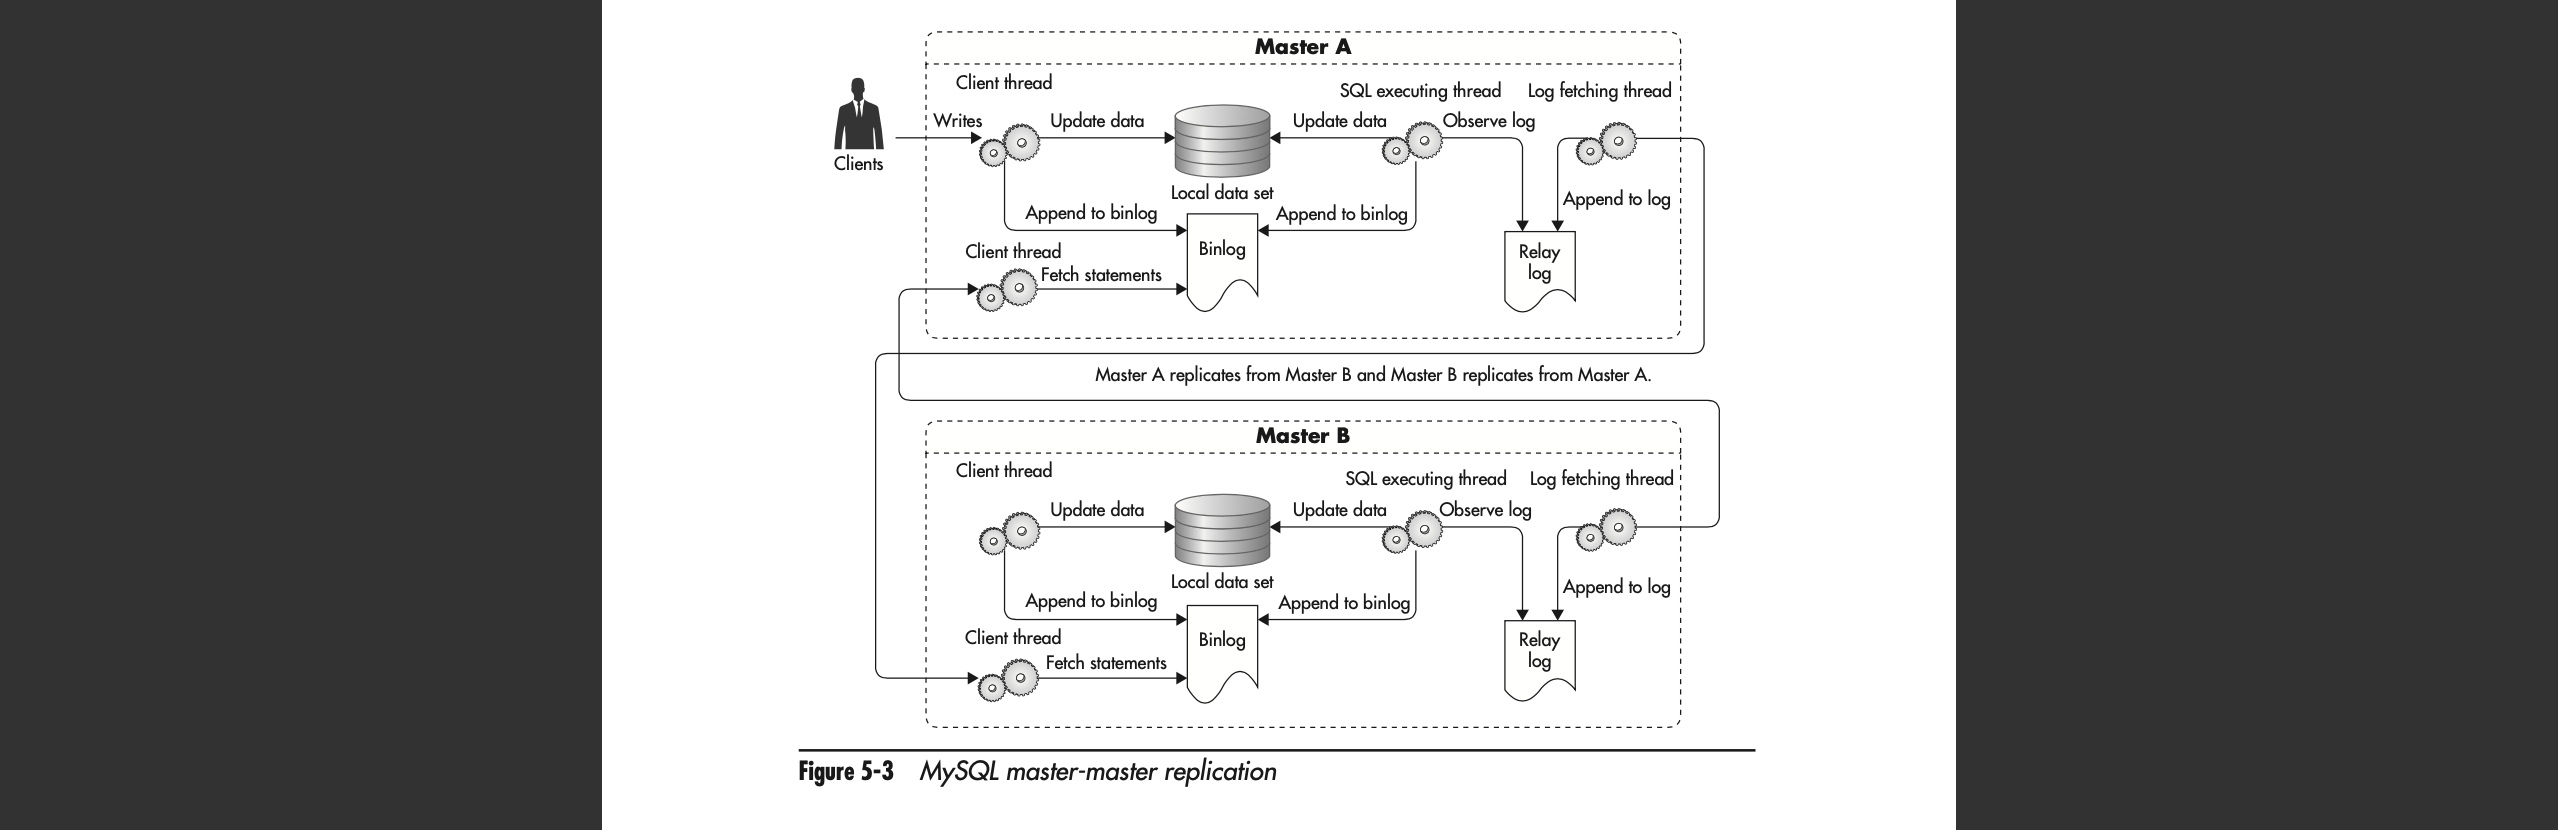 Master A
Client thread
SQL executing thread
Log fetching thread
Writes
Update data
Update data
Observe log
Clients
Local data set
Append to log
Append to binlog
Append to binlog
Binlog
Relay
log
Client thread
Fetch statements
Master A replicates from Master B and Master B replicates from Master A.
Master B
Client thread
SQL executing thread
Log fetching thread
Update data
Update data
Observe log
Local data set
Append to log
Append to binlog
Append to binlog
Binlog
Relay
log
Client thread
Fetch statements
Figure 5-3 MySQL master-master replication